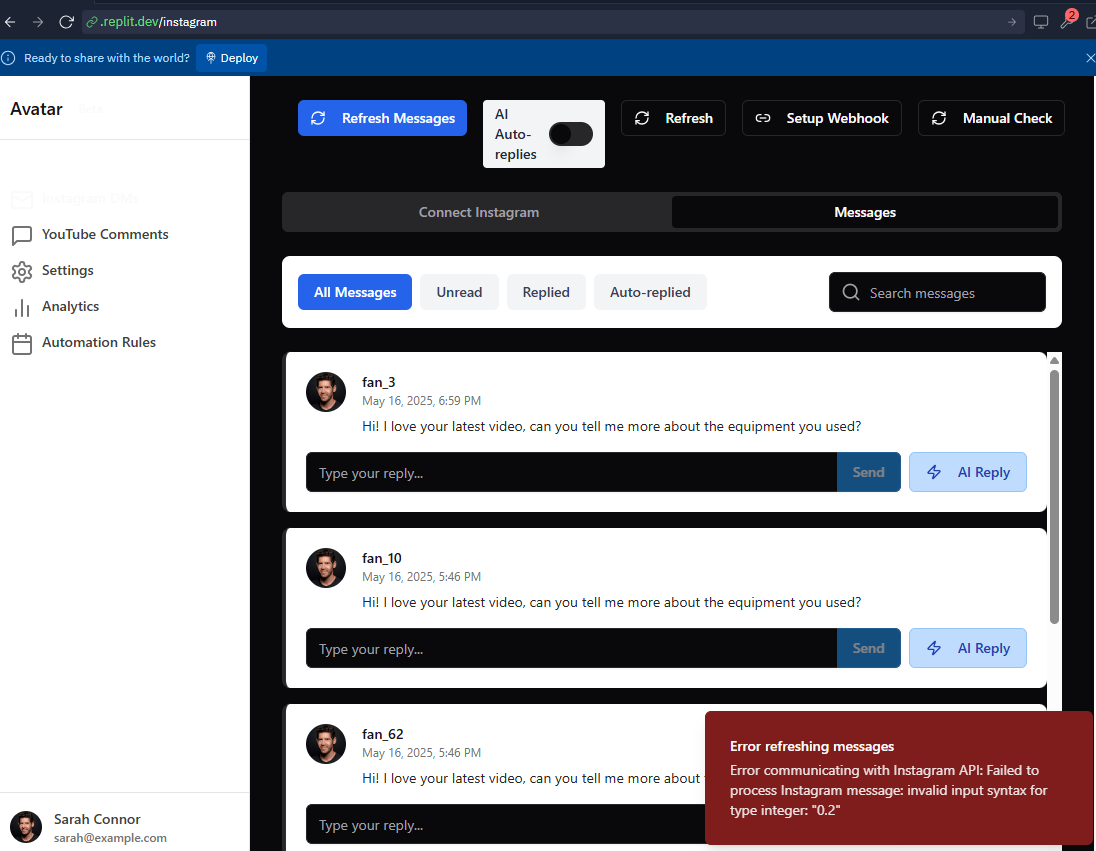 .replit.dev/instagram
2
Ready to share with the world?
Deploy
Avatar
Beta
Refresh Messages
AI
Auto-
replies
Refresh
Setup Webhook
Manual Check
Instagram DMs
YouTube Comments
Settings
Analytics
Automation Rules
Connect Instagram
Messages
All Messages
Unread
Replied
Auto-replied
Search messages
fan_3
May 16, 2025, 6:59 PM
Hi! I love your latest video, can you tell me more about the equipment you used?
Type your reply...
Send
AI Reply
fan_10
May 16, 2025, 5:46 PM
Hi! I love your latest video, can you tell me more about the equipment you used?
Type your reply...
Send
AI Reply
fan_62
May 16, 2025, 5:46 PM
Hi! I love your latest video, can you tell me more about
Type your reply...
Error refreshing messages
Error communicating with Instagram API: Failed to
process Instagram message: invalid input syntax for
type integer: "0.2"
Sarah Connor
sarah@example.com